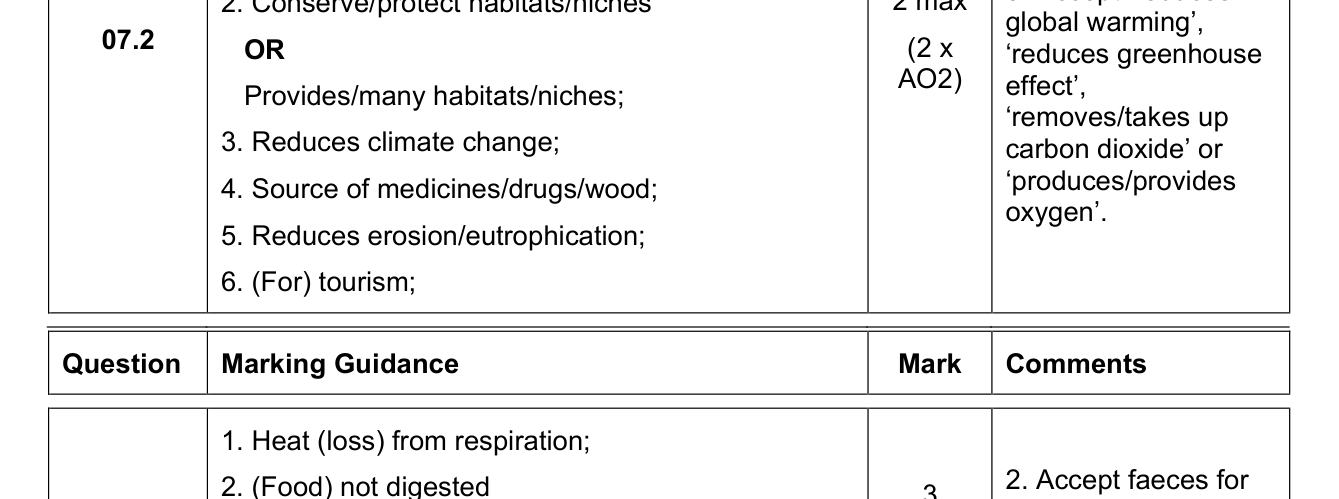 2. Conserve/protect habitats/niches
2 max
global warming’,
07.2
OR
(2 x
‘reduces greenhouse
AO2)
effect’,
Provides/many habitats/niches;
‘removes/takes up
3. Reduces climate change;
carbon dioxide’ or
4. Source of medicines/drugs/wood;
‘produces/provides
oxygen’.
5. Reduces erosion/eutrophication;
6. (For) tourism;
Question Marking Guidance Mark Comments
1. Heat (loss) from respiration;
2. (Food) not digested
3
2. Accept faeces for